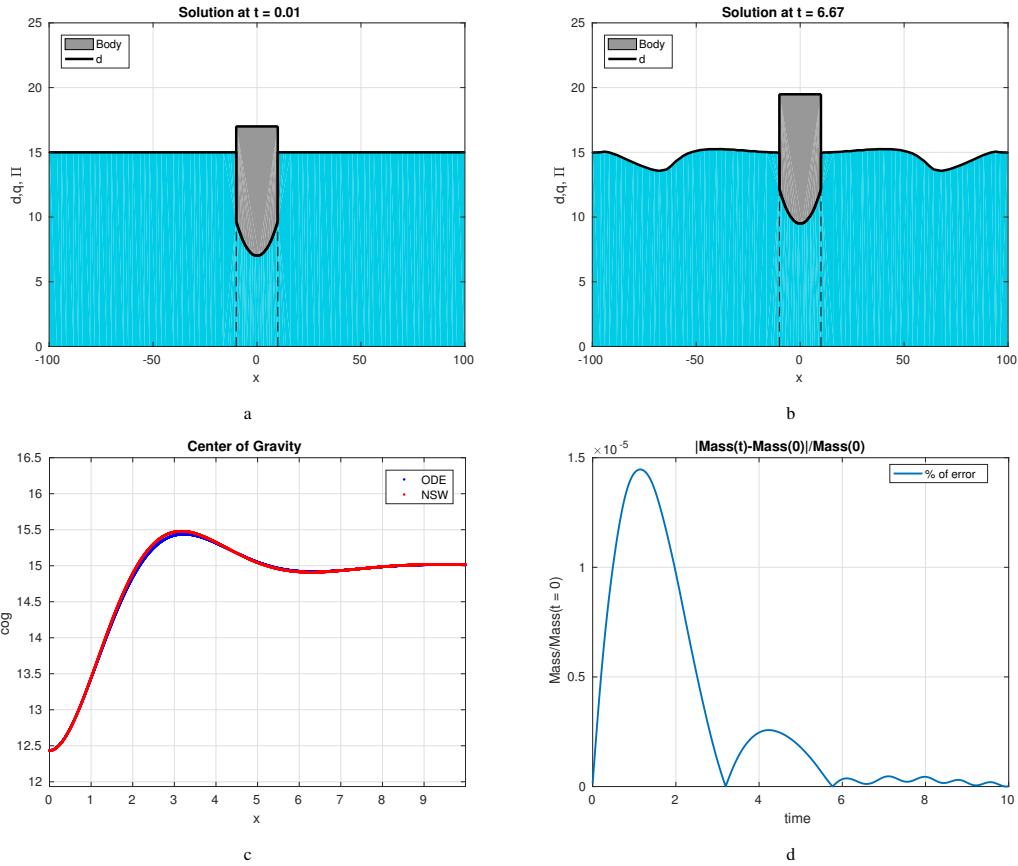 Solution at t = 0.01
Body
d
d,q, Π
25
20
15
10
5
0
-100
-50
0
50
100
x
a
Solution at t = 6.67
Body
d
d,q, Π
25
20
15
10
5
0
-100
-50
0
50
100
x
b
Center of Gravity
ODE
NSW
cog
16.5
16
15.5
15
14.5
14
13.5
13
12.5
12
0
1
2
3
4
5
6
7
8
9
x
c
|Mass(t)-Mass(0)|/Mass(0)
×10^-5
% of error
Mass/Mass(t = 0)
1.5
1
0.5
0
0
2
4
6
8
10
time
d